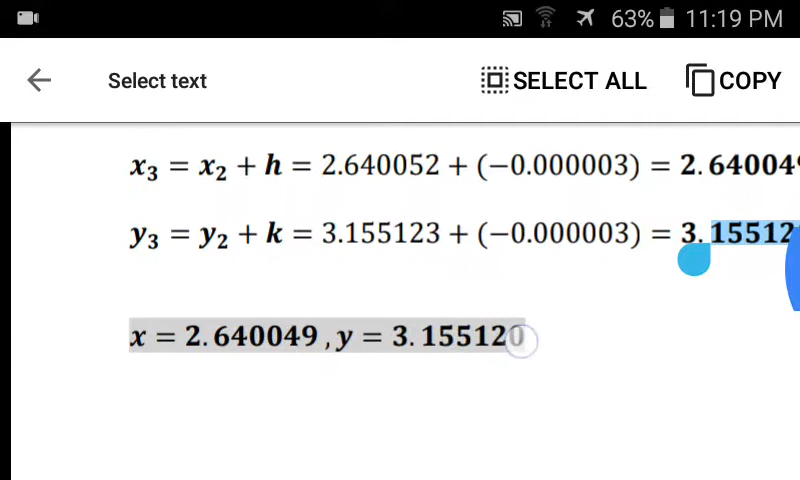 63% 11:19 PM
Select text SELECT ALL COPY
x₃ = x₂ + h = 2.640052 + (−0.000003) = 2.64004
y₃ = y₂ + k = 3.155123 + (−0.000003) = 3.15512
x = 2.640049 , y = 3.155120